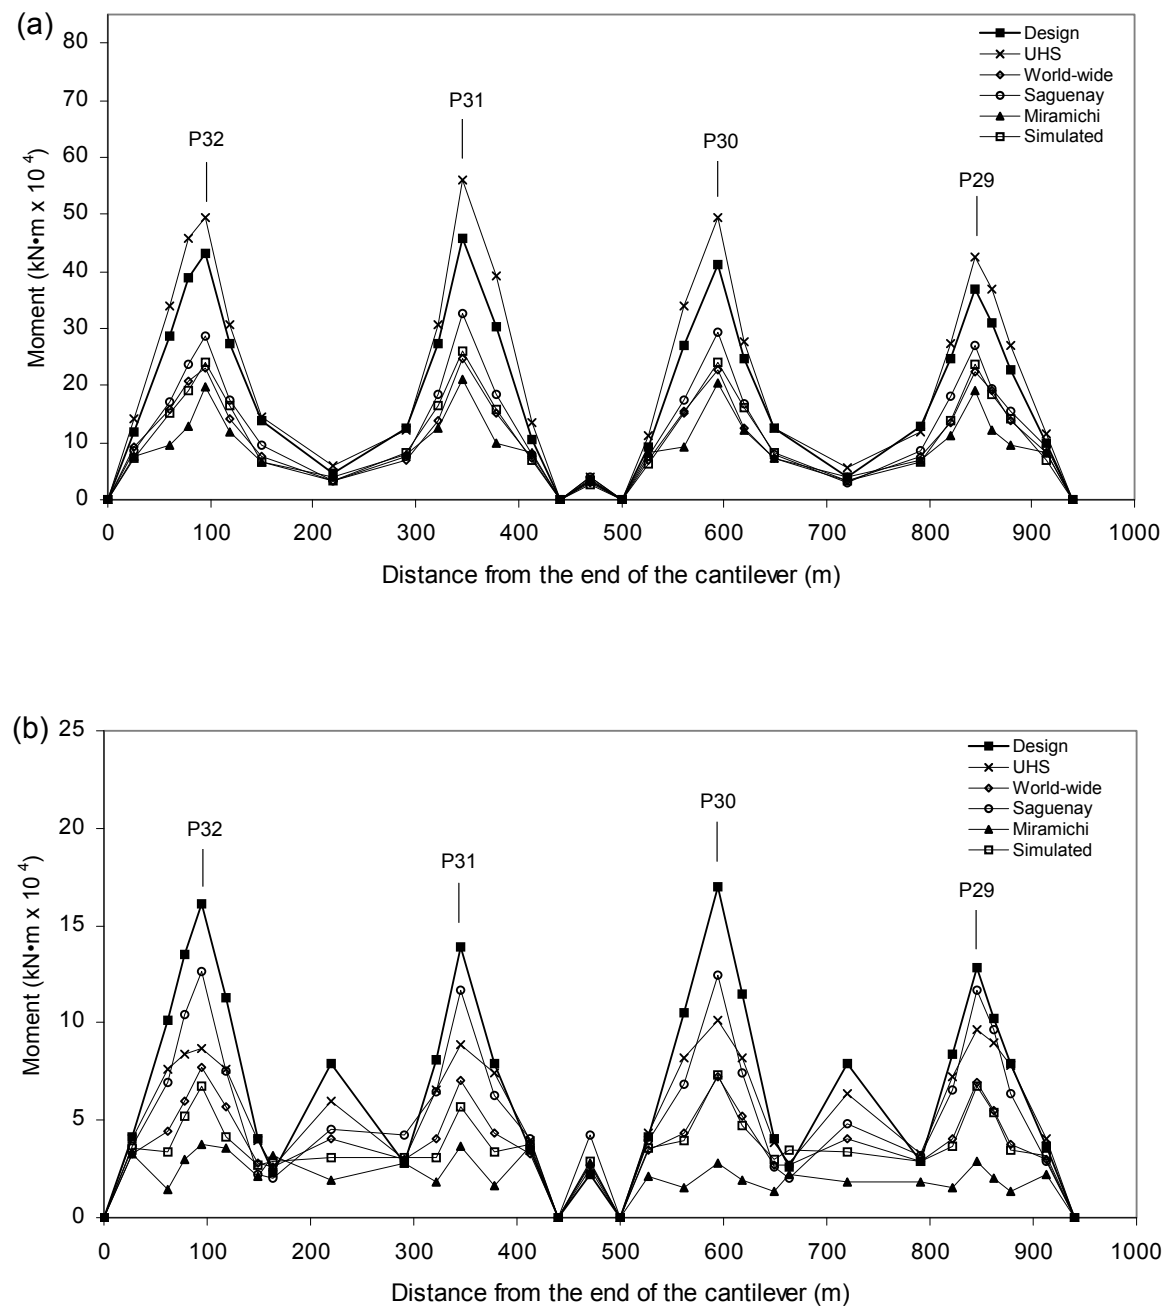 (a)
80
70
60
50
40
30
20
10
0
Moment (kN•m x 10 4)
P32
P31
P30
P29
Design
UHS
World-wide
Saguenay
Miramichi
Simulated
0 100 200 300 400 500 600 700 800 900 1000
Distance from the end of the cantilever (m)
(b)
25
20
15
10
5
0
Moment (kN•m x 10 4)
P32
P31
P30
P29
Design
UHS
World-wide
Saguenay
Miramichi
Simulated
0 100 200 300 400 500 600 700 800 900 1000
Distance from the end of the cantilever (m)